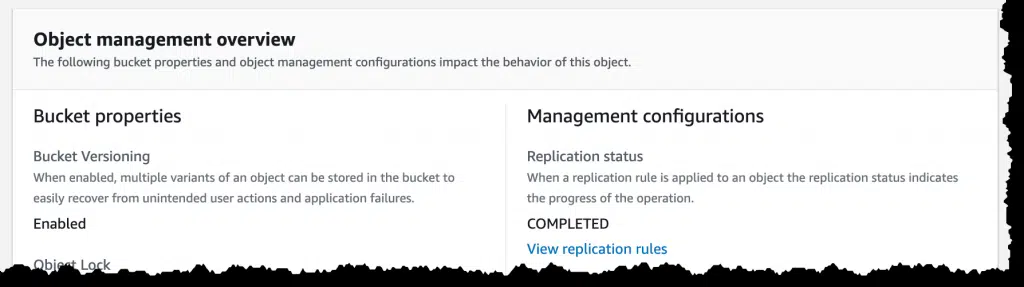 Object management overview
The following bucket properties and object management configurations impact the behavior of this object.
Bucket properties
Bucket Versioning
When enabled, multiple variants of an object can be stored in the bucket to
easily recover from unintended user actions and application failures.
Enabled
Object Lock
Management configurations
Replication status
When a replication rule is applied to an object the replication status indicates
the progress of the operation.
COMPLETED
View replication rules